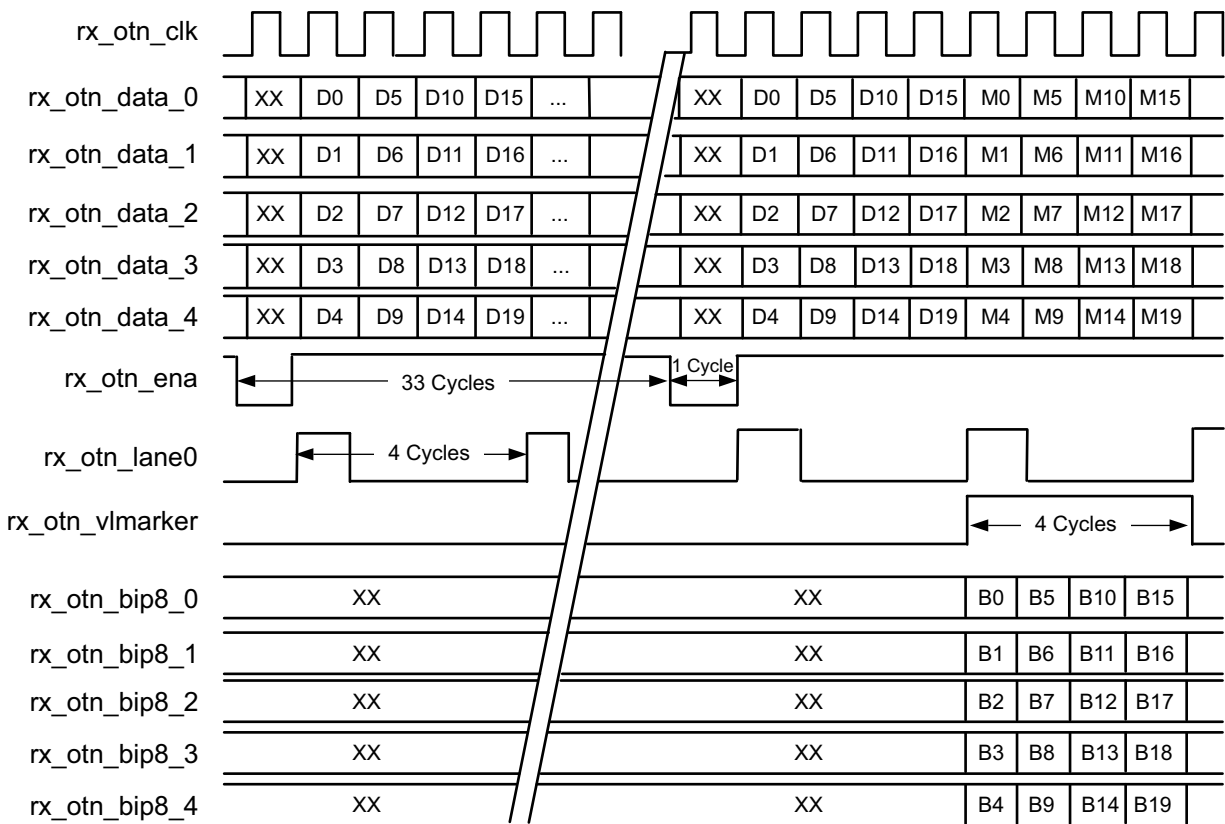 rx_otn_clk
rx_otn_data_0 XX D0 D5 D10 D15 ... XX D0 D5 D10 D15 M0 M5 M10 M15
rx_otn_data_1 XX D1 D6 D11 D16 ... XX D1 D6 D11 D16 M1 M6 M11 M16
rx_otn_data_2 XX D2 D7 D12 D17 ... XX D2 D7 D12 D17 M2 M7 M12 M17
rx_otn_data_3 XX D3 D8 D13 D18 ... XX D3 D8 D13 D18 M3 M8 M13 M18
rx_otn_data_4 XX D4 D9 D14 D19 ... XX D4 D9 D14 D19 M4 M9 M14 M19
rx_otn_ena 33 Cycles 1 Cycle
rx_otn_lane0 4 Cycles
rx_otn_vlmarker 4 Cycles
rx_otn_bip8_0 XX XX B0 B5 B10 B15
rx_otn_bip8_1 XX XX B1 B6 B11 B16
rx_otn_bip8_2 XX XX B2 B7 B12 B17
rx_otn_bip8_3 XX XX B3 B8 B13 B18
rx_otn_bip8_4 XX XX B4 B9 B14 B19